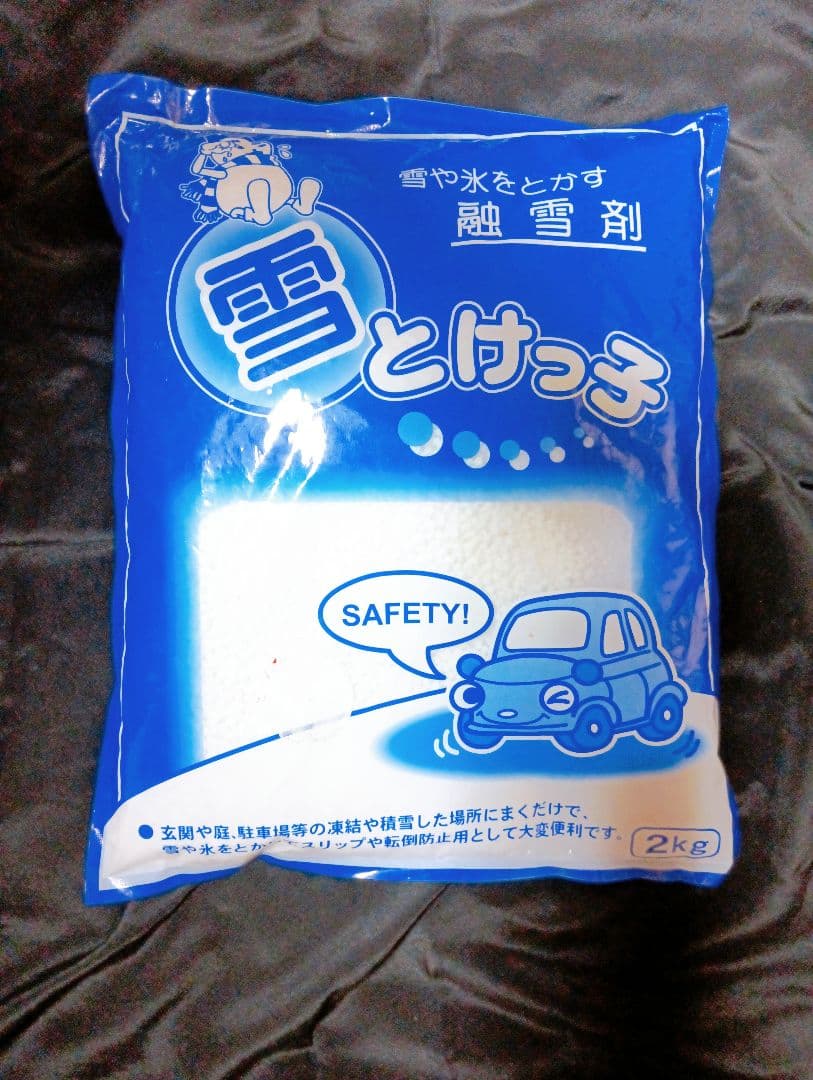 雪や氷をとかす
融雪剤
雪とけっ子
SAFETY!
● 玄関や庭、駐車場等の凍結や積雪した場所にまくだけで、
雪や氷をとか スリップや転倒防止用として大変便利です。
2kg